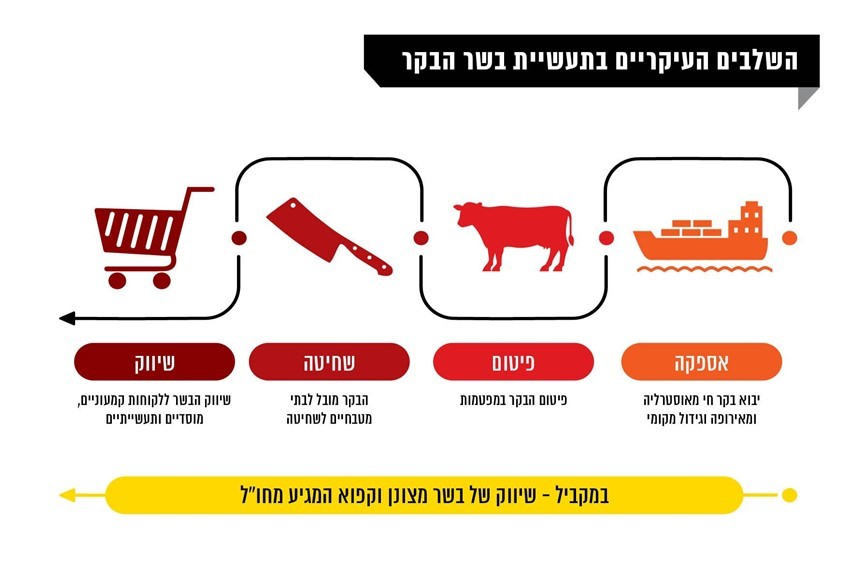 השלבים העיקריים בתעשיית בשר הבקר
אספקה
יבוא בקר חי מאוסטרליה
ומאירופה וגידול מקומי
פיטום
פיטום הבקר במפטמות
שחיטה
הבקר מובל לבתי
מטבחיים לשחיטה
שיווק
שיווק הבשר ללקוחות קמעוניים,
מוסדיים ותעשייתיים
במקביל - שיווק של בשר מצונן וקפוא המגיע מחו"ל